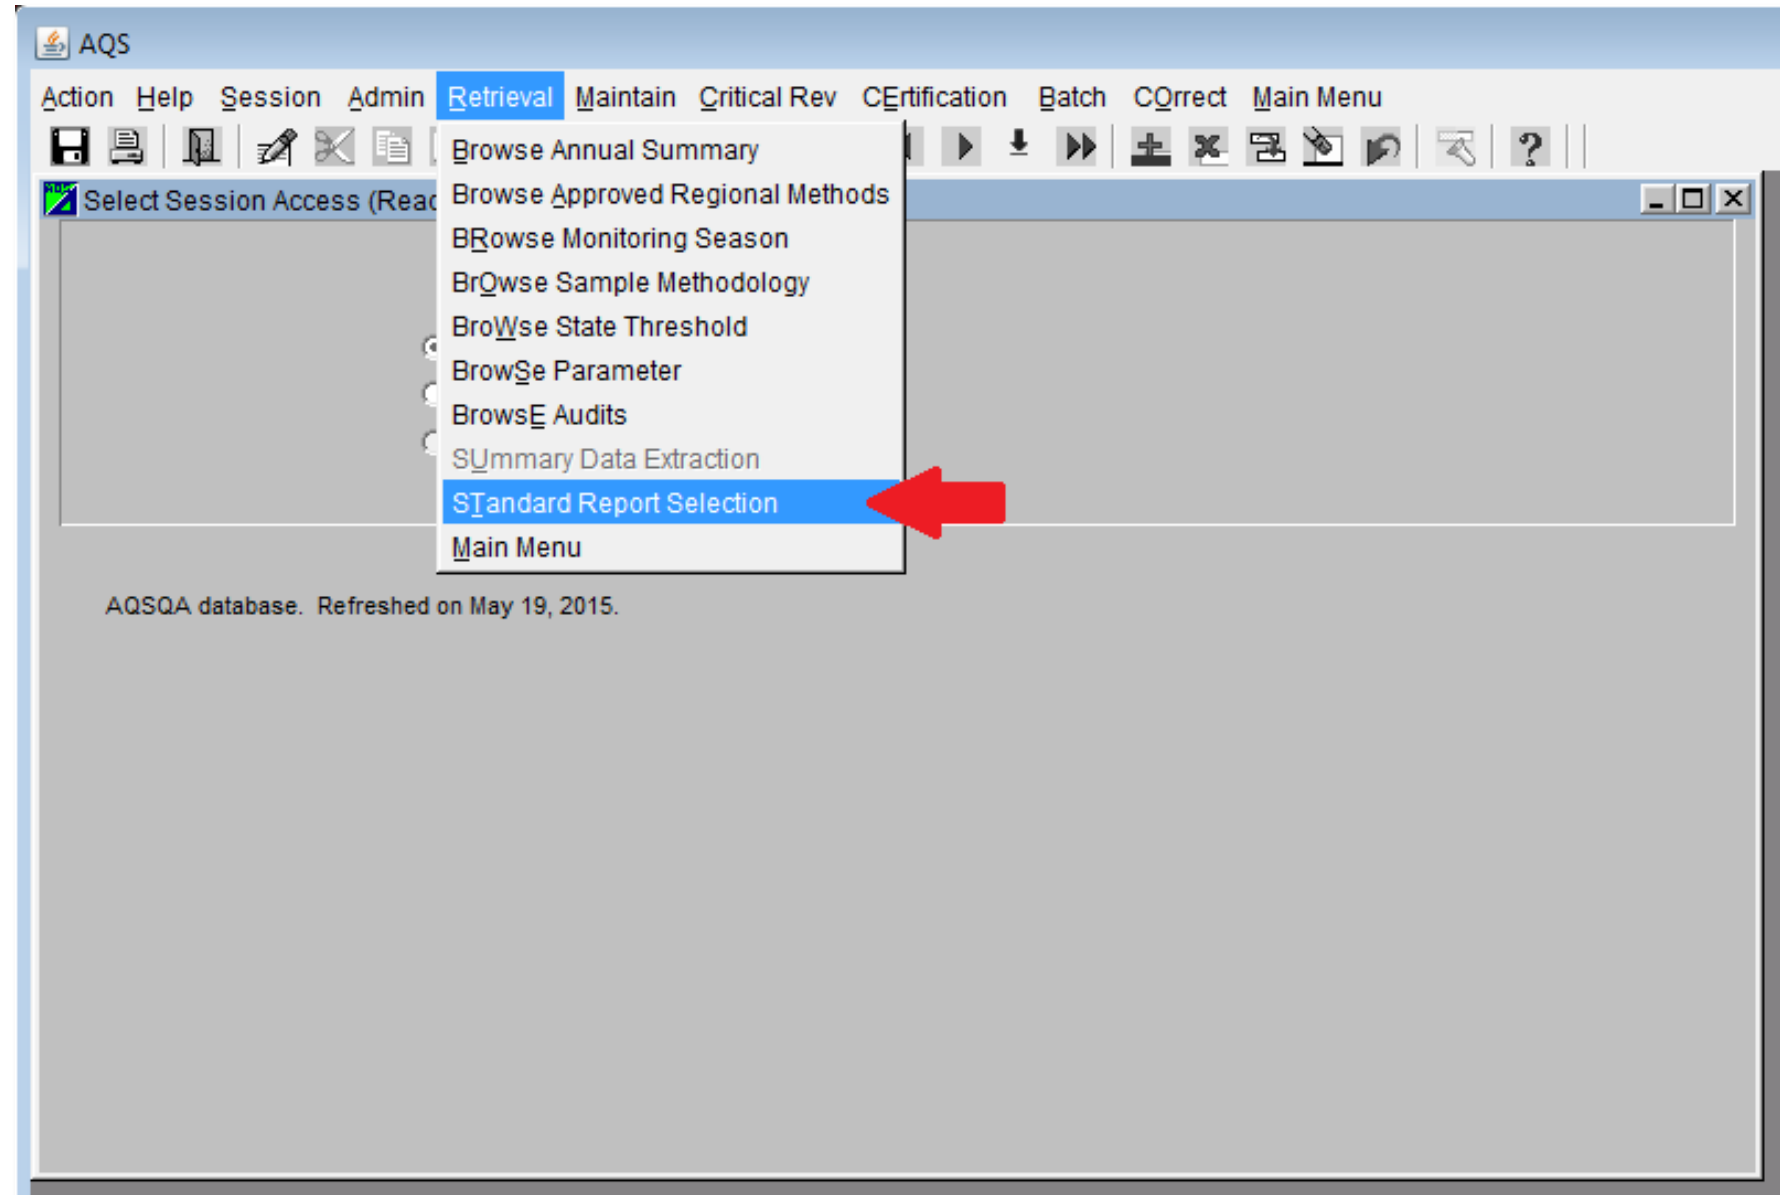 AQS
Action Help Session Admin Retrieval Maintain Critical Rev CErtification Batch COrrect Main Menu
?
Select Session Access (Read
Browse Annual Summary
Browse Approved Regional Methods
BRowse Monitoring Season
BrOwse Sample Methodology
BroWse State Threshold
BrowSe Parameter
BrowsE Audits
SUmmary Data Extraction
STandard Report Selection
Main Menu
AQSQA database. Refreshed on May 19, 2015.